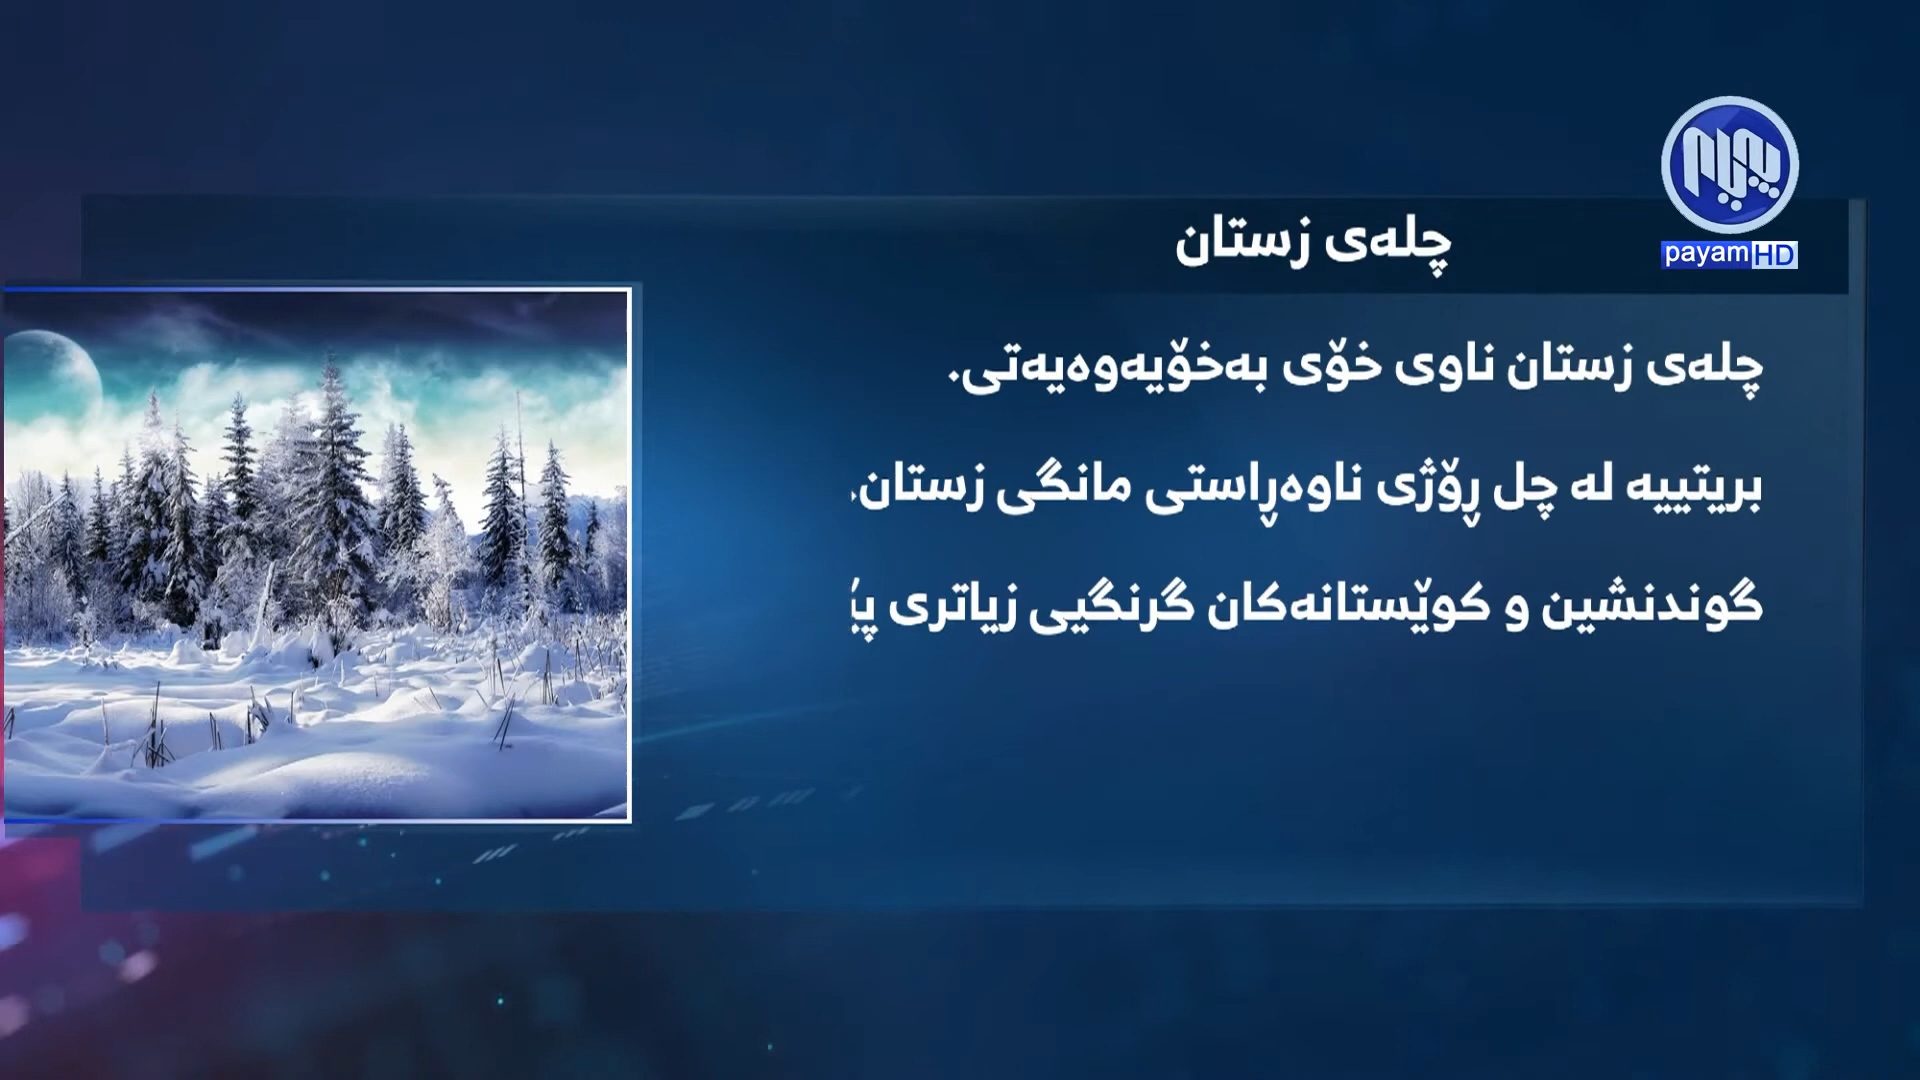 چلەی زستان
پەیام
payam HD
چلەی زستان ناوی خۆی بەخۆیەوەیەتی.
بریتییە لە چل ڕۆژی ناوەڕاستی مانگی زستان.
گوندنشین و کوێستانەکان گرنگیی زیاتری